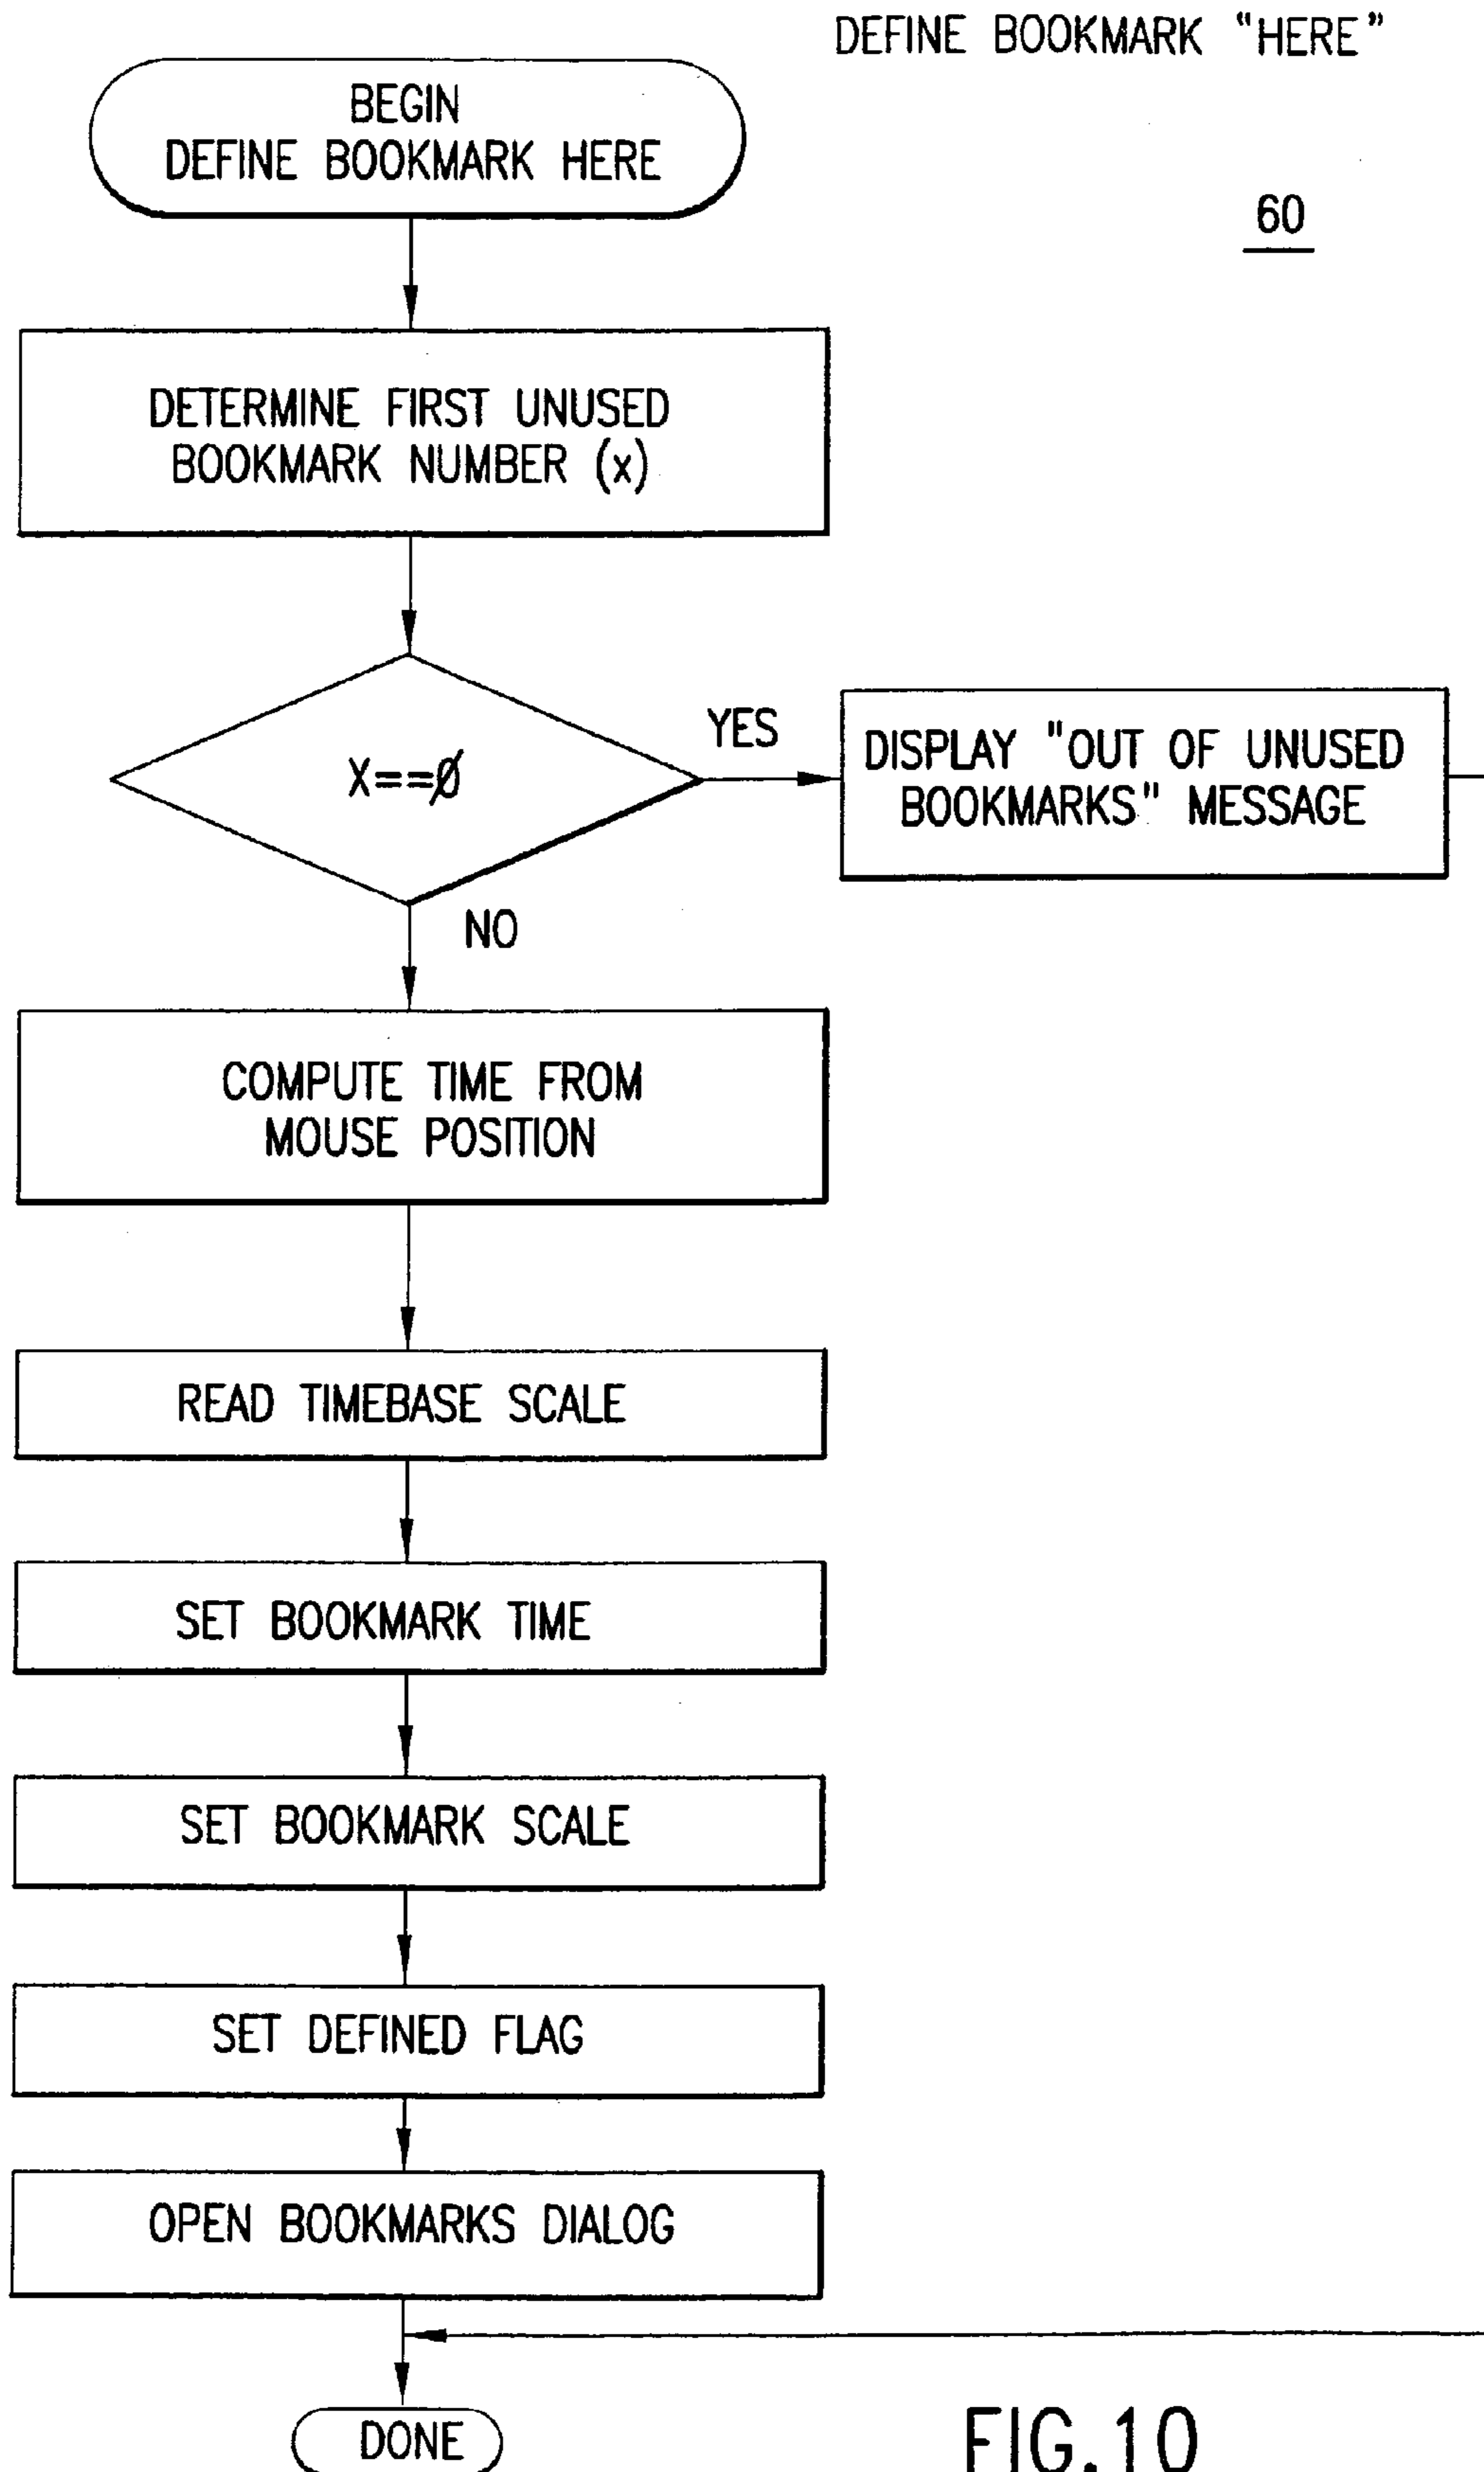 DEFINE BOOKMARK “HERE”
BEGIN
DEFINE BOOKMARK HERE
60
DETERMINE FIRST UNUSED
BOOKMARK NUMBER (x)
X==Ø
YES
DISPLAY "OUT OF UNUSED
BOOKMARKS" MESSAGE
NO
COMPUTE TIME FROM
MOUSE POSITION
READ TIMEBASE SCALE
SET BOOKMARK TIME
SET BOOKMARK SCALE
SET DEFINED FLAG
OPEN BOOKMARKS DIALOG
DONE
FIG.10